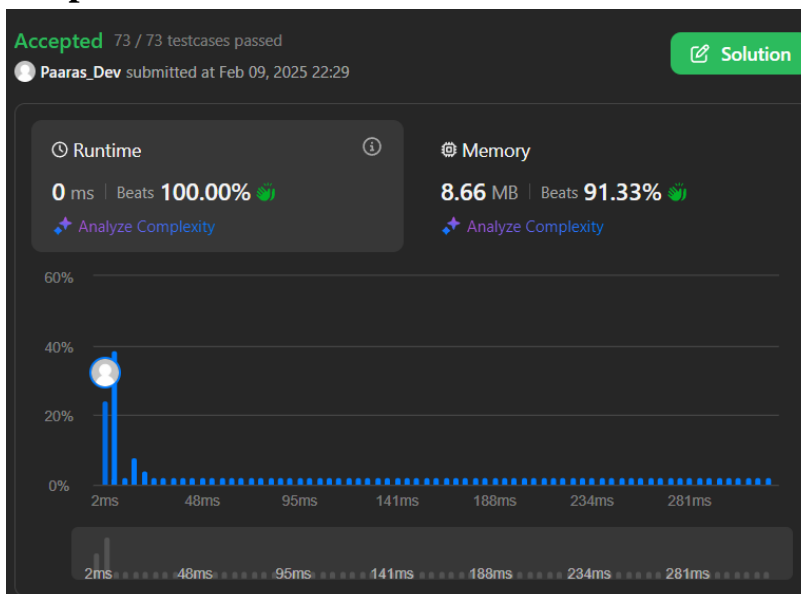 Accepted 73 / 73 testcases passed
Solution
Paaras_Dev submitted at Feb 09, 2025 22:29
Runtime
Memory
0 ms Beats 100.00%
8.66 MB Beats 91.33%
Analyze Complexity
Analyze Complexity
60%
40%
20%
0%
2ms 48ms 95ms 141ms 188ms 234ms 281ms
2ms 48ms 95ms 141ms 188ms 234ms 281ms